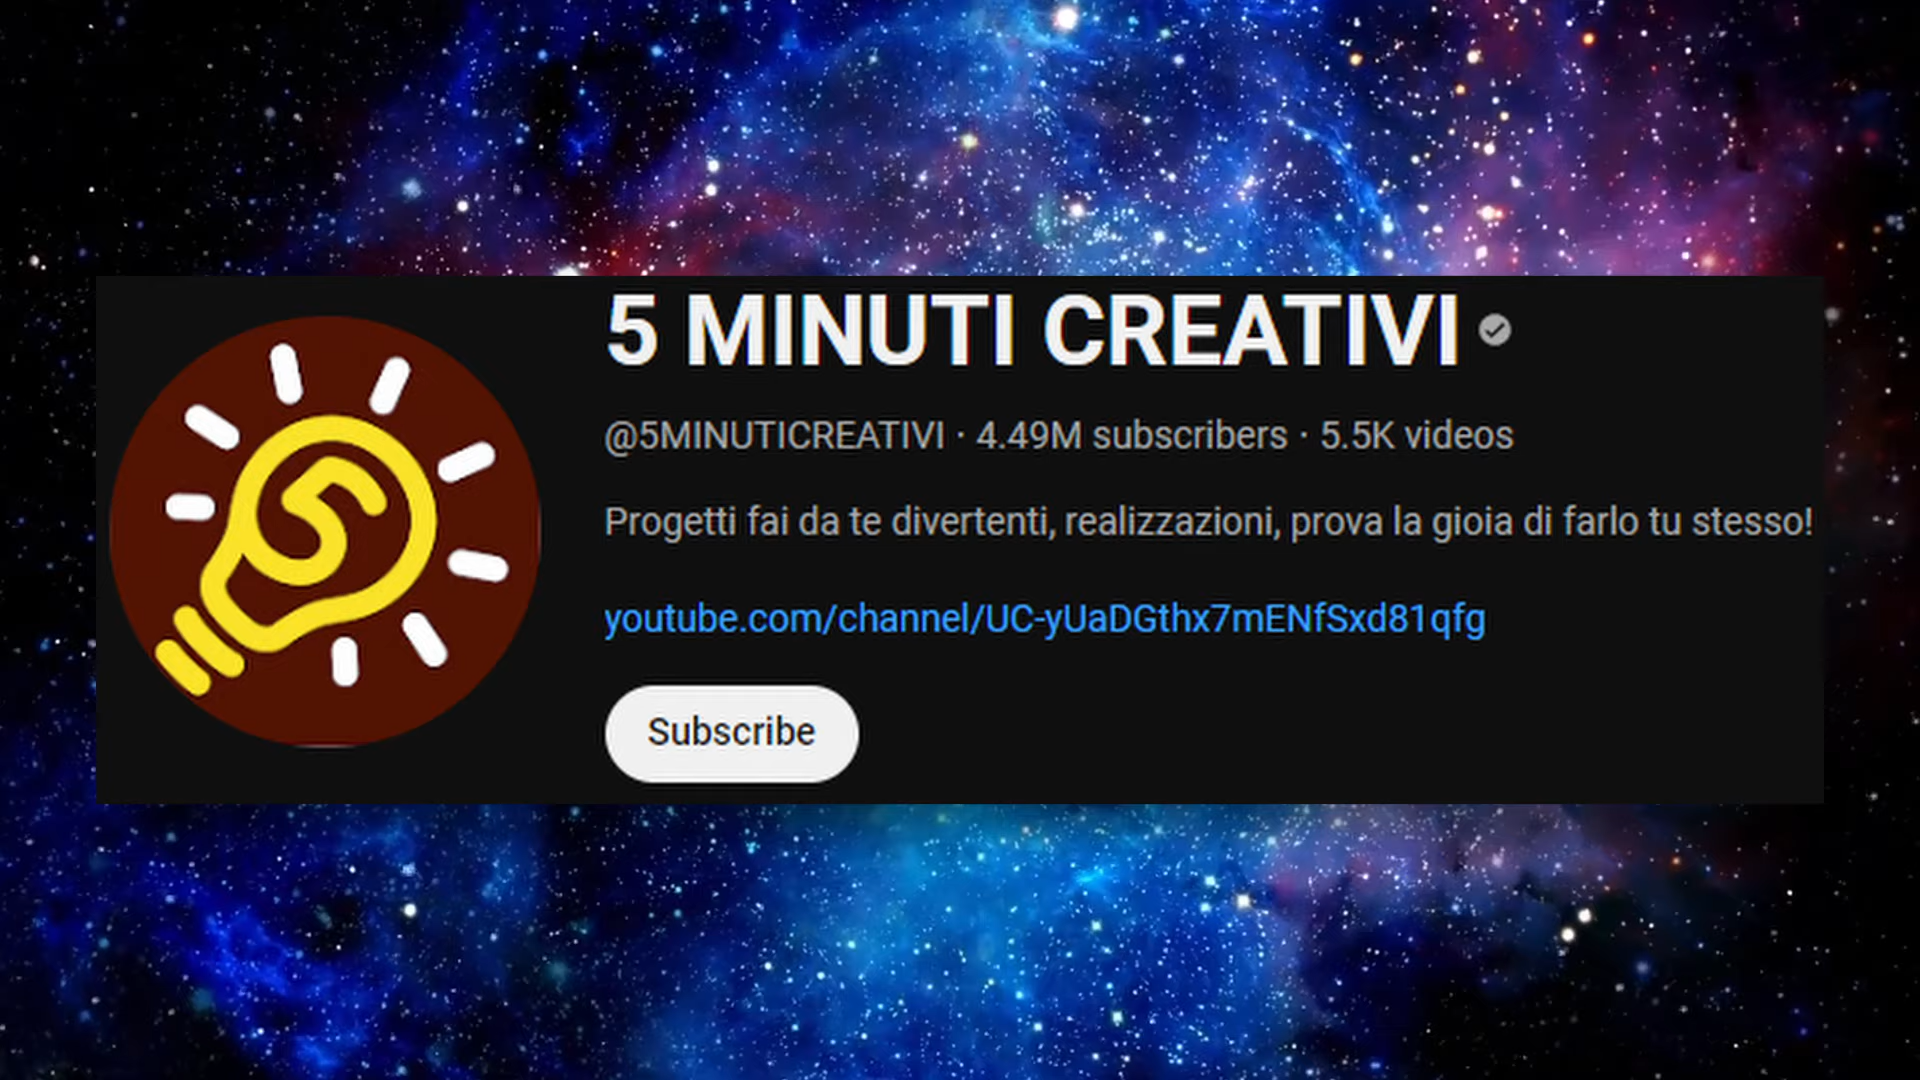 5 MINUTI CREATIVI
@5MINUTICREATIVI · 4.49M subscribers · 5.5K videos
Progetti fai da te divertenti, realizzazioni, prova la gioia di farlo tu stesso!
youtube.com/channel/UC-yUaDGthx7mENfSxd81qfg
Subscribe
5